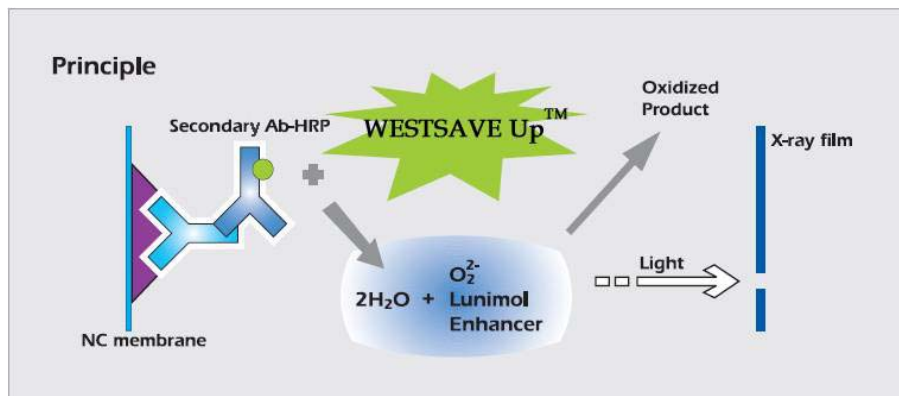 Principle
Secondary Ab-HRP
WESTSAVE Up™
Oxidized
Product
X-ray film
NC membrane
2H₂O + O₂²⁻
Lunimol
Enhancer
Light